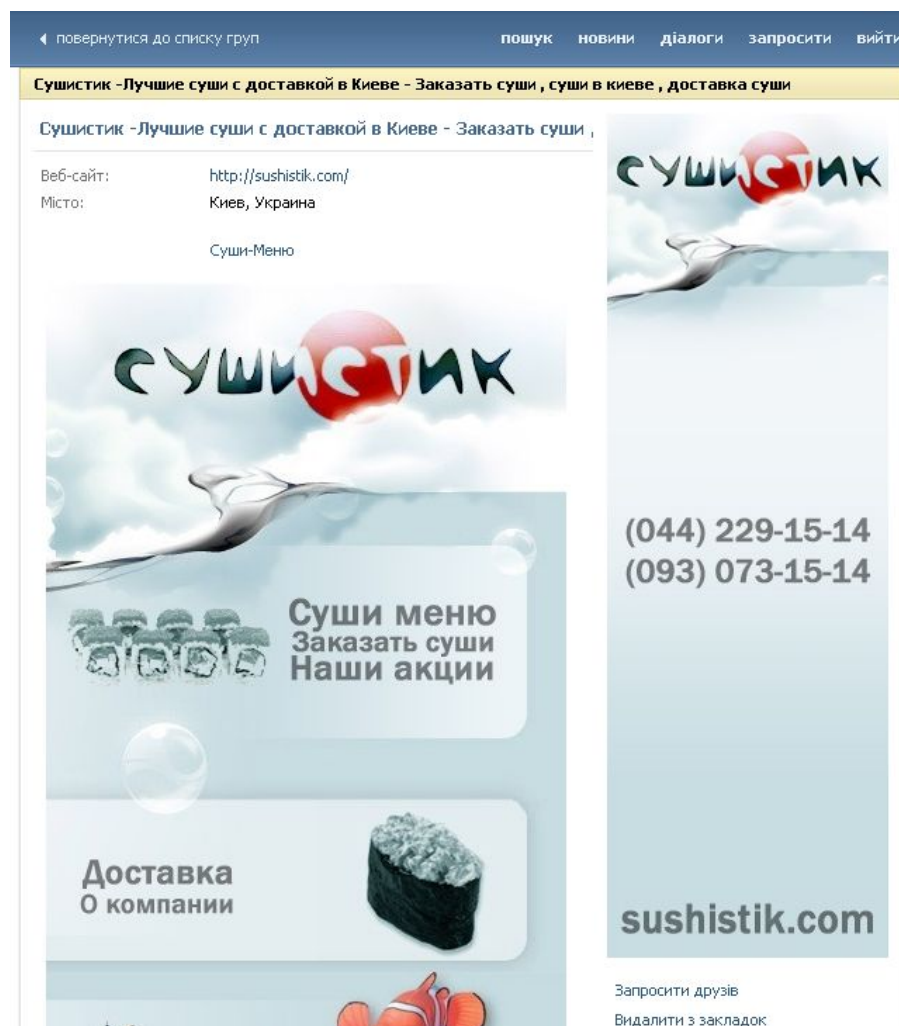 повернутися до списку груп
пошук новини діалоги запросити вийти
Сушистик -Лучшие суши с доставкой в Киеве - Заказать суши , суши в киеве , доставка суши
Сушистик -Лучшие суши с доставкой в Киеве - Заказать суши ,
Веб-сайт: http://sushistik.com/
Місто: Киев, Украина
Суши-Меню
сушистик
Суши меню
Заказать суши
Наши акции
Доставка
О компании
сушистик
(044) 229-15-14
(093) 073-15-14
sushistik.com
Запросити друзів
Видалити з закладок